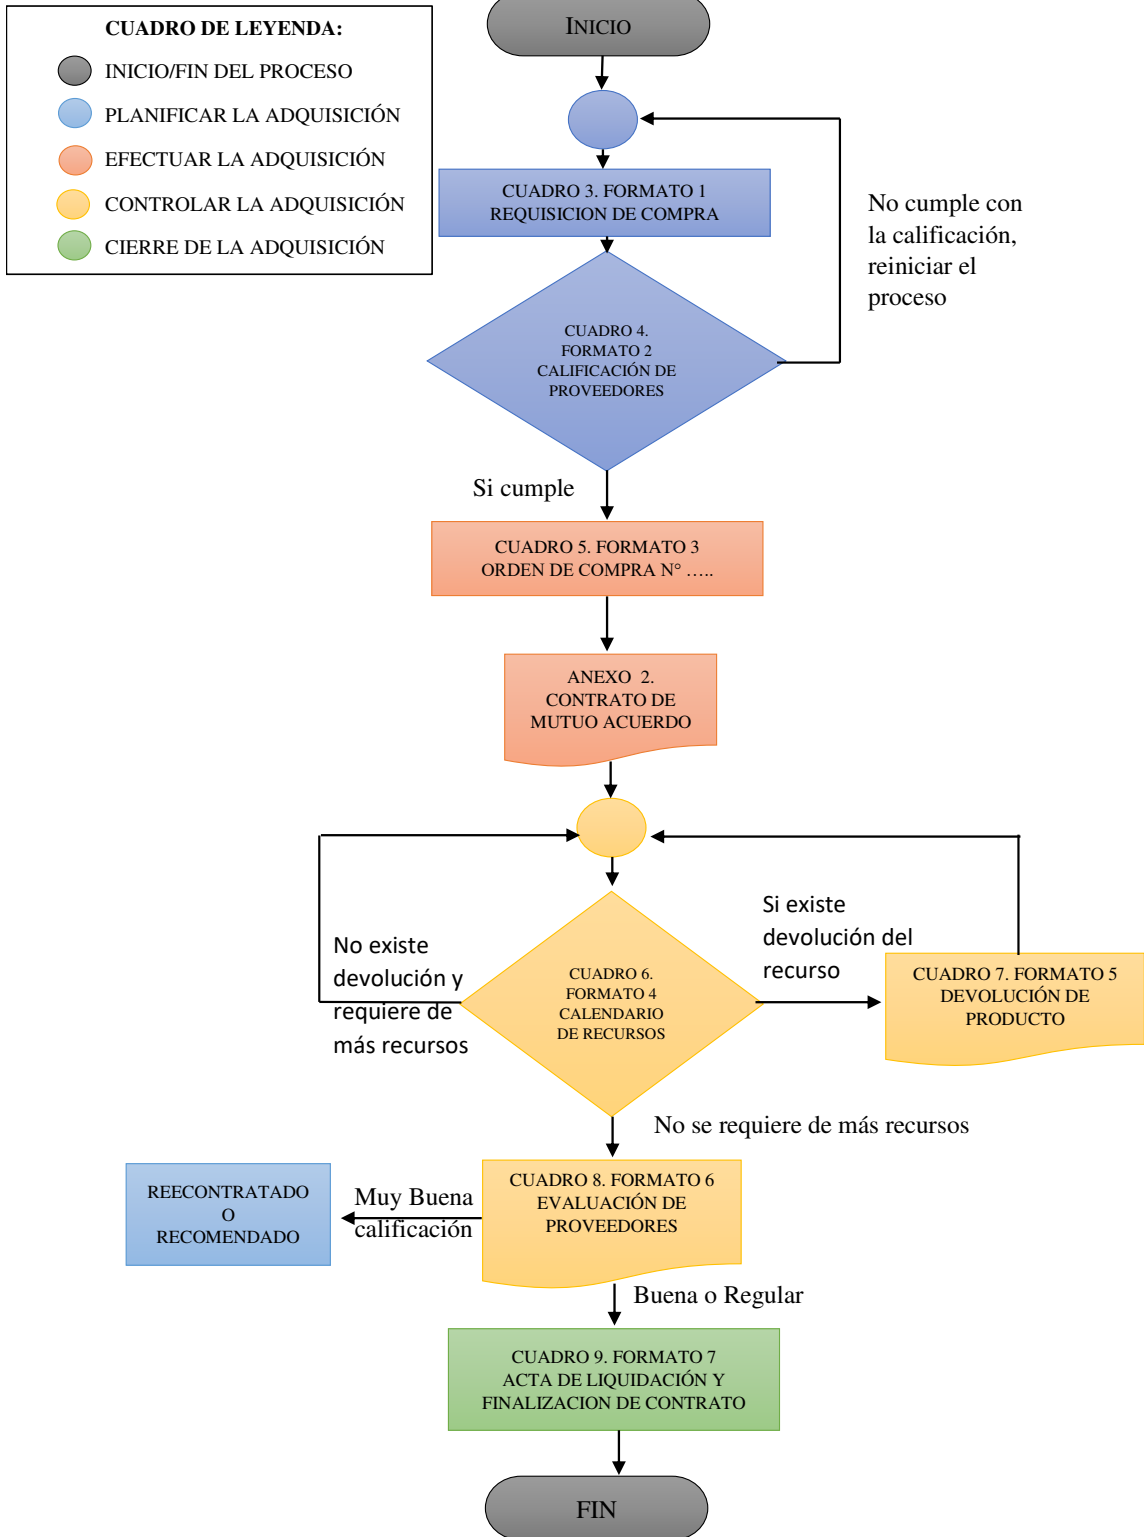 CUADRO DE LEYENDA:
INICIO/FIN DEL PROCESO
PLANIFICAR LA ADQUISICIÓN
EFECTUAR LA ADQUISICIÓN
CONTROLAR LA ADQUISICIÓN
CIERRE DE LA ADQUISICIÓN
INICIO
CUADRO 3. FORMATO 1
REQUISICION DE COMPRA
No cumple con
la calificación,
reiniciar el
proceso
CUADRO 4.
FORMATO 2
CALIFICACIÓN DE
PROVEEDORES
Si cumple
CUADRO 5. FORMATO 3
ORDEN DE COMPRA N° …..
ANEXO 2.
CONTRATO DE
MUTUO ACUERDO
No existe
devolución y
requiere de
más recursos
CUADRO 6.
FORMATO 4
CALENDARIO
DE RECURSOS
Si existe
devolución del
recurso
CUADRO 7. FORMATO 5
DEVOLUCIÓN DE
PRODUCTO
No se requiere de más recursos
CUADRO 8. FORMATO 6
EVALUACIÓN DE
PROVEEDORES
Muy Buena
calificación
REECONTRATADO
O
RECOMENDADO
Buena o Regular
CUADRO 9. FORMATO 7
ACTA DE LIQUIDACIÓN Y
FINALIZACION DE CONTRATO
FIN